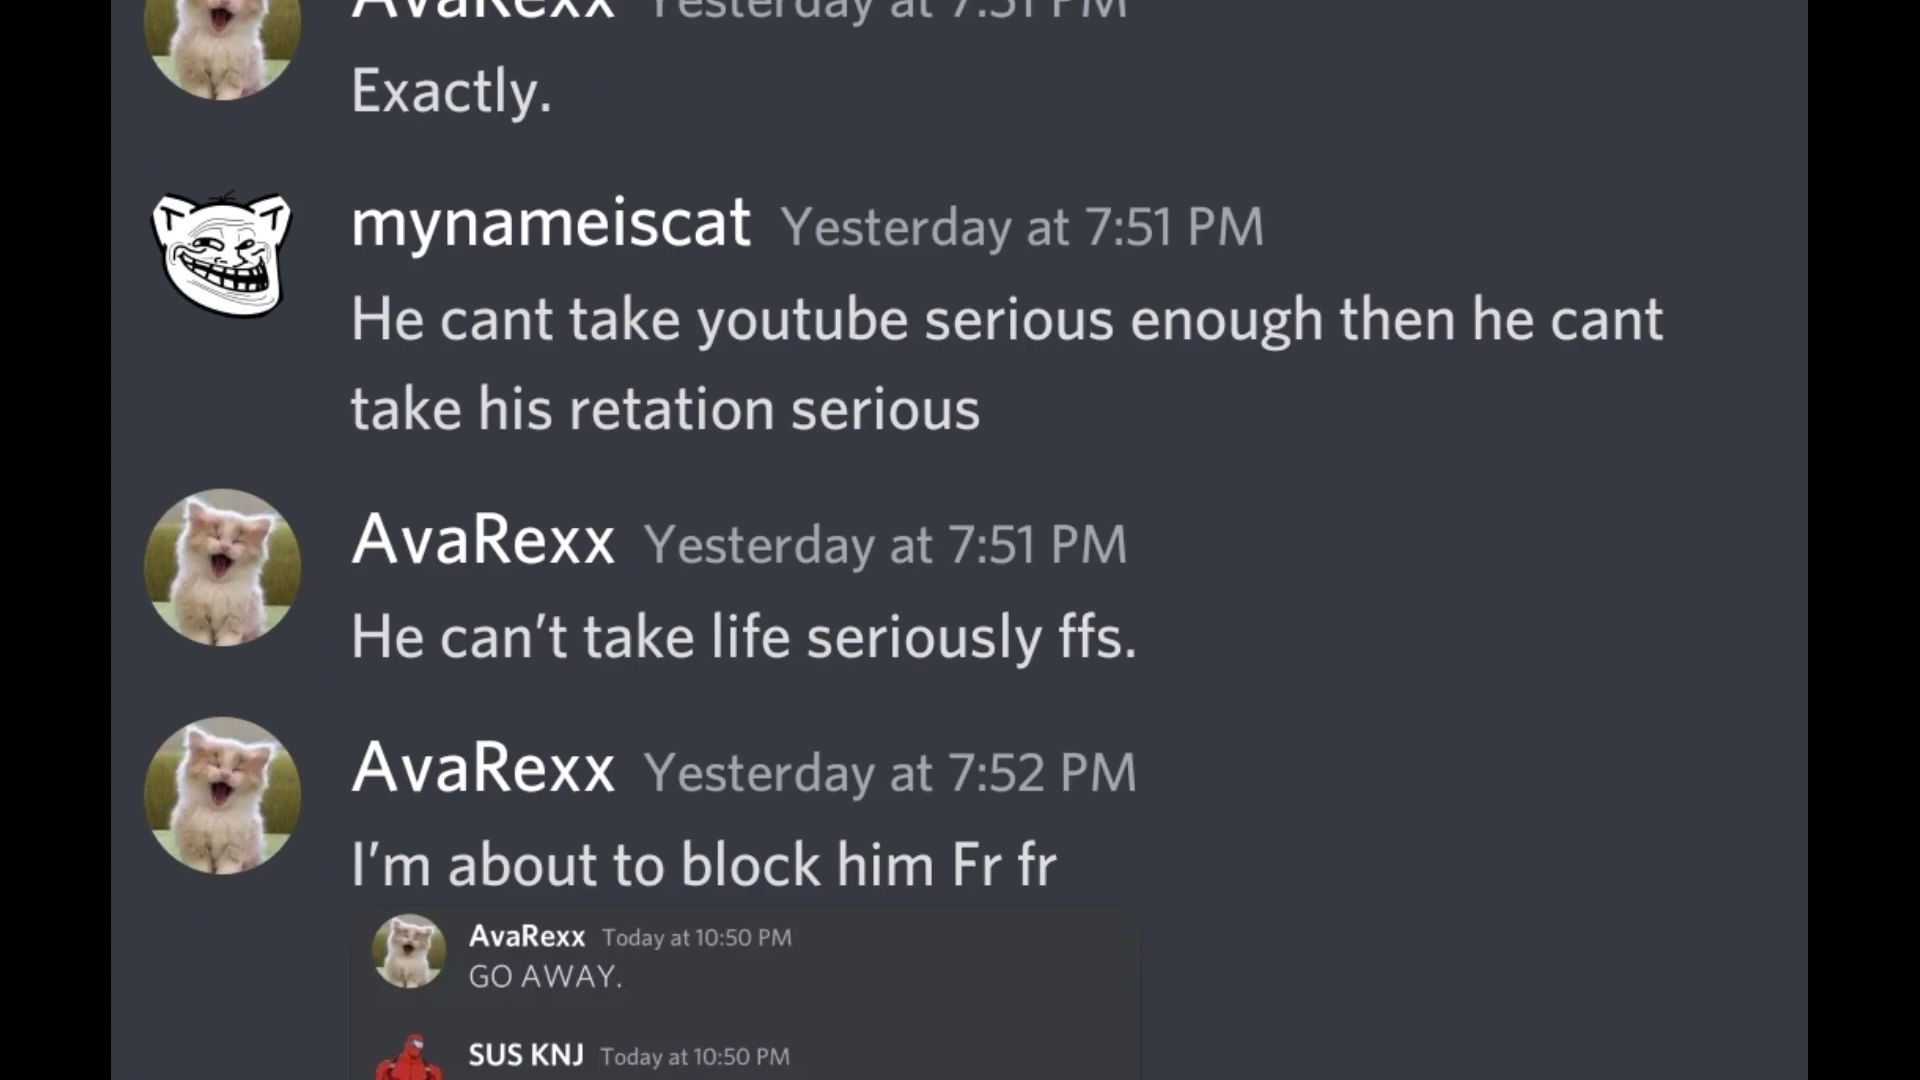 AvaRexx Yesterday at 7:51 PM
Exactly.
mynameiscat Yesterday at 7:51 PM
He cant take youtube serious enough then he cant
take his retation serious
AvaRexx Yesterday at 7:51 PM
He can’t take life seriously ffs.
AvaRexx Yesterday at 7:52 PM
I’m about to block him Fr fr
AvaRexx Today at 10:50 PM
GO AWAY.
SUS KNJ Today at 10:50 PM